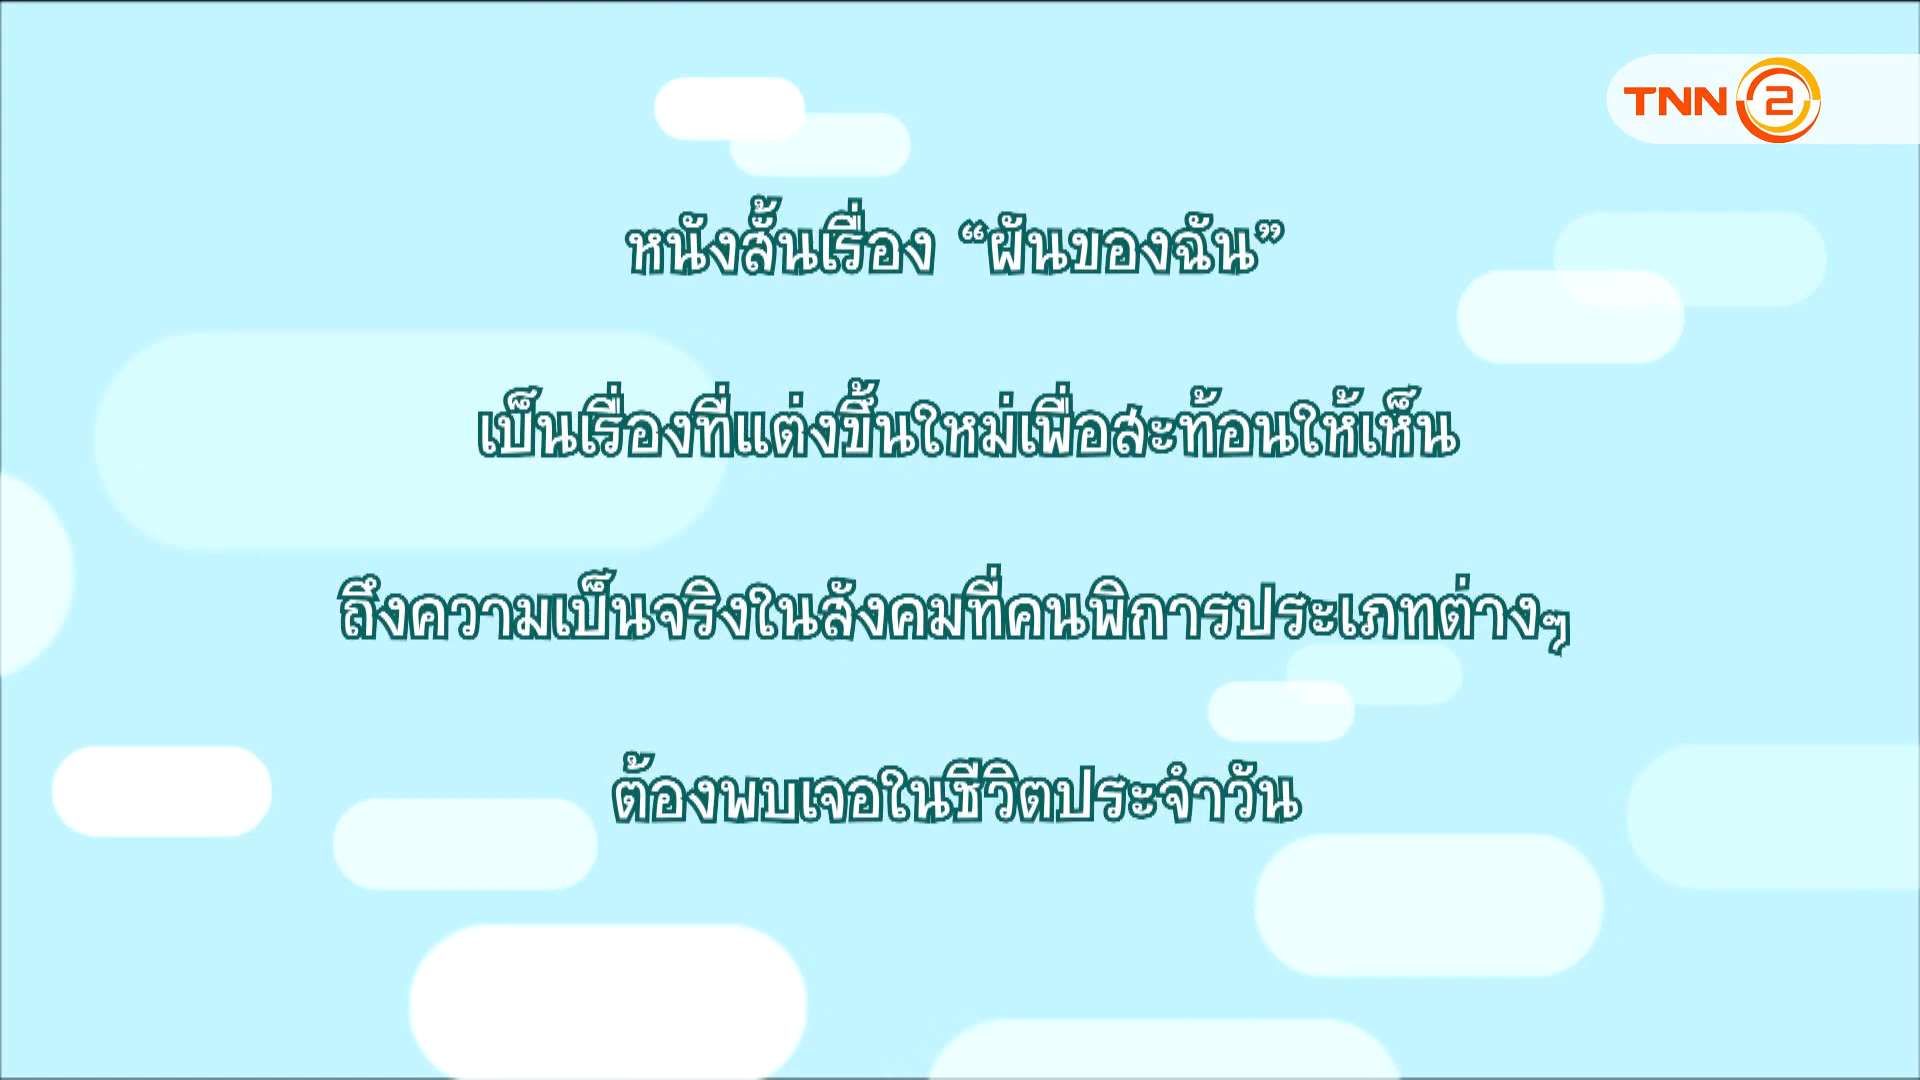 TNN 2
หนังสั้นเรื่อง “ฝันของฉัน”
เป็นเรื่องที่แต่งขึ้นใหม่เพื่อสะท้อนให้เห็น
ถึงความเป็นจริงในสังคมที่คนพิการประเภทต่างๆ
ต้องพบเจอในชีวิตประจำวัน